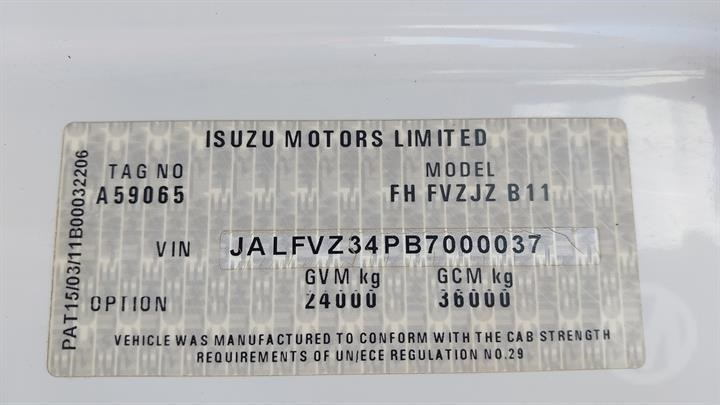 ISUZU MOTORS LIMITED
TAG NO
A59065
MODEL
FH FVZJZ B11
VIN JALFVZ34PB7000037
GVM kg GCM kg
OPTION 24000 36000
VEHICLE WAS MANUFACTURED TO CONFORM WITH THE CAB STRENGTH
REQUIREMENTS OF UN/ECE REGULATION NO.29
PAT15/03/11B00032206